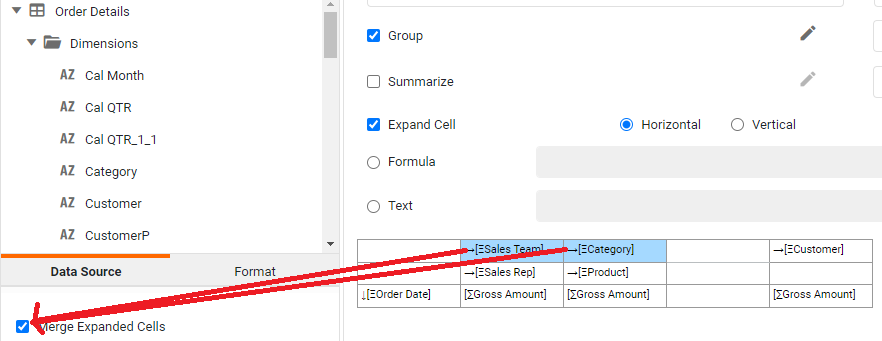 Order Details
Dimensions
AZ Cal Month
AZ Cal QTR
AZ Cal QTR_1_1
AZ Category
AZ Customer
AZ CustomerP
Data Source Format
Merge Expanded Cells
Group
Summarize
Expand Cell Horizontal Vertical
Formula
Text
→[ΞSales Team] →[ΞCategory] →[ΞCustomer]
→[ΞSales Rep] →[ΞProduct]
↓[ΞOrder Date] [ΣGross Amount] [ΣGross Amount] [ΣGross Amount]